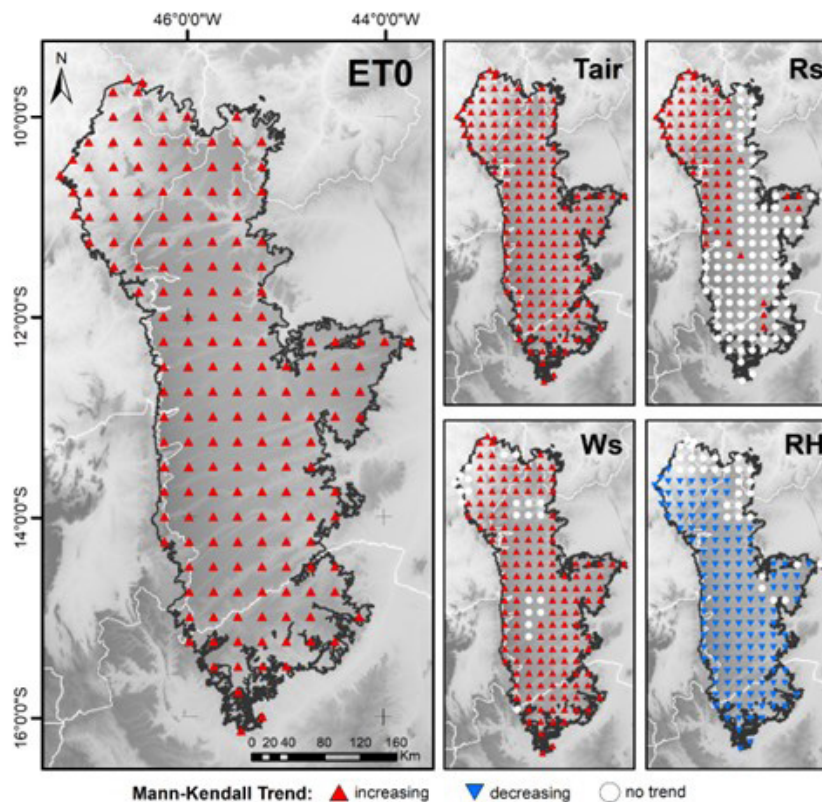 46°0'0"W 44°0'0"W
N
ET0
Tair
Rs
10°0'0"S
12°0'0"S
Ws
RH
14°0'0"S
16°0'0"S
0 20 40 80 120 160
Km
Mann-Kendall Trend: increasing decreasing no trend